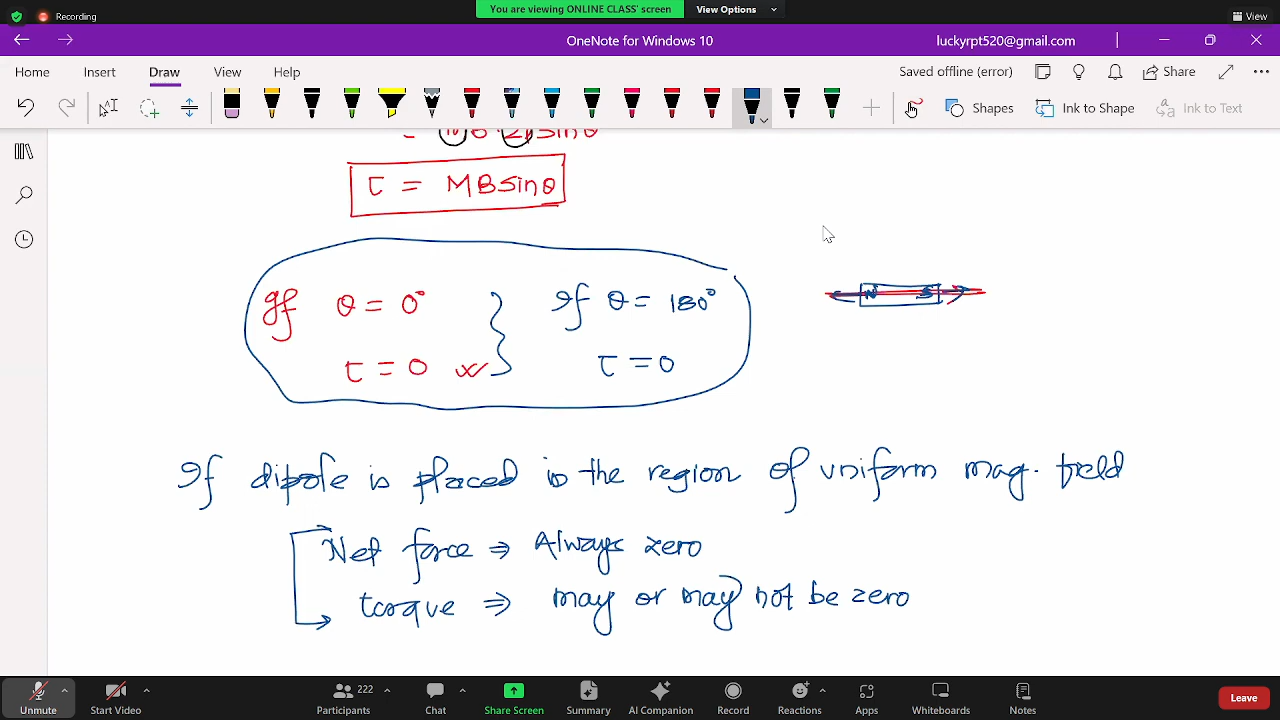 Recording
You are viewing ONLINE CLASS' screen
View Options
View
OneNote for Windows 10
luckyrpt520@gmail.com
Home Insert Draw View Help
Saved offline (error)
Share
Shapes
Ink to Shape
Ink to Text
τ = MBsinθ
If θ = 0°
If θ = 180°
τ = 0
τ = 0
N S
If dipole is placed in the region of uniform mag. field
Net force ⇒ Always zero
torque ⇒ may or may not be zero
Unmute
Start Video
222
Participants
Chat
Share Screen
Summary
AI Companion
Record
Reactions
Apps
Whiteboards
Notes
Leave